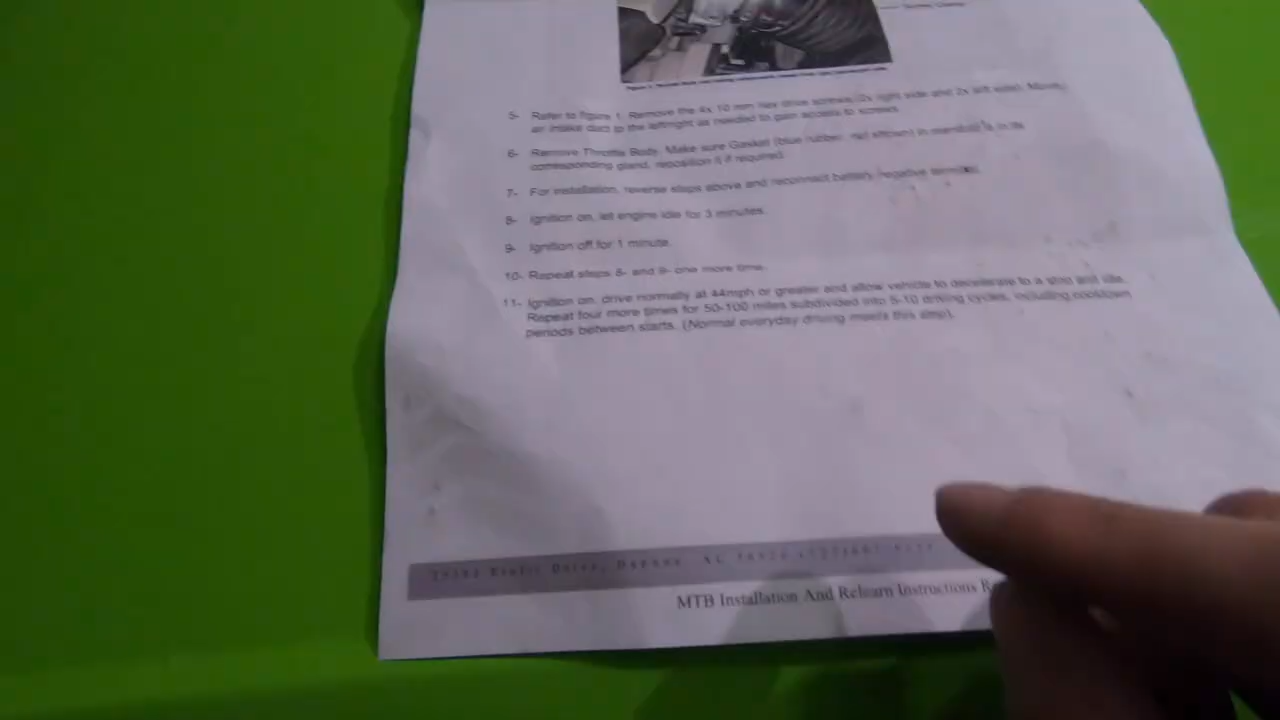 5- Refer to figure 1. Remove the 4x 10 mm hex drive screws (2x right side and 2x left side). Move
air intake duct to the left/right as needed to gain access to screws.
6- Remove Throttle Body. Make sure Gasket (blue rubber, not shown) in manifold is in its
corresponding gland, reposition it if required.
7- For installation, reverse steps above and reconnect battery negative terminal.
8- Ignition on, let engine idle for 3 minutes.
9- Ignition off for 1 minute.
10- Repeat steps 8- and 9- one more time.
11- Ignition on, drive normally at 44mph or greater and allow vehicle to decelerate to a stop and idle.
Repeat four more times for 50-100 miles subdivided into 5-10 driving cycles, including cooldown
periods between starts. (Normal everyday driving meets this step).
Drive,
MTB Installation And Relearn Instructions